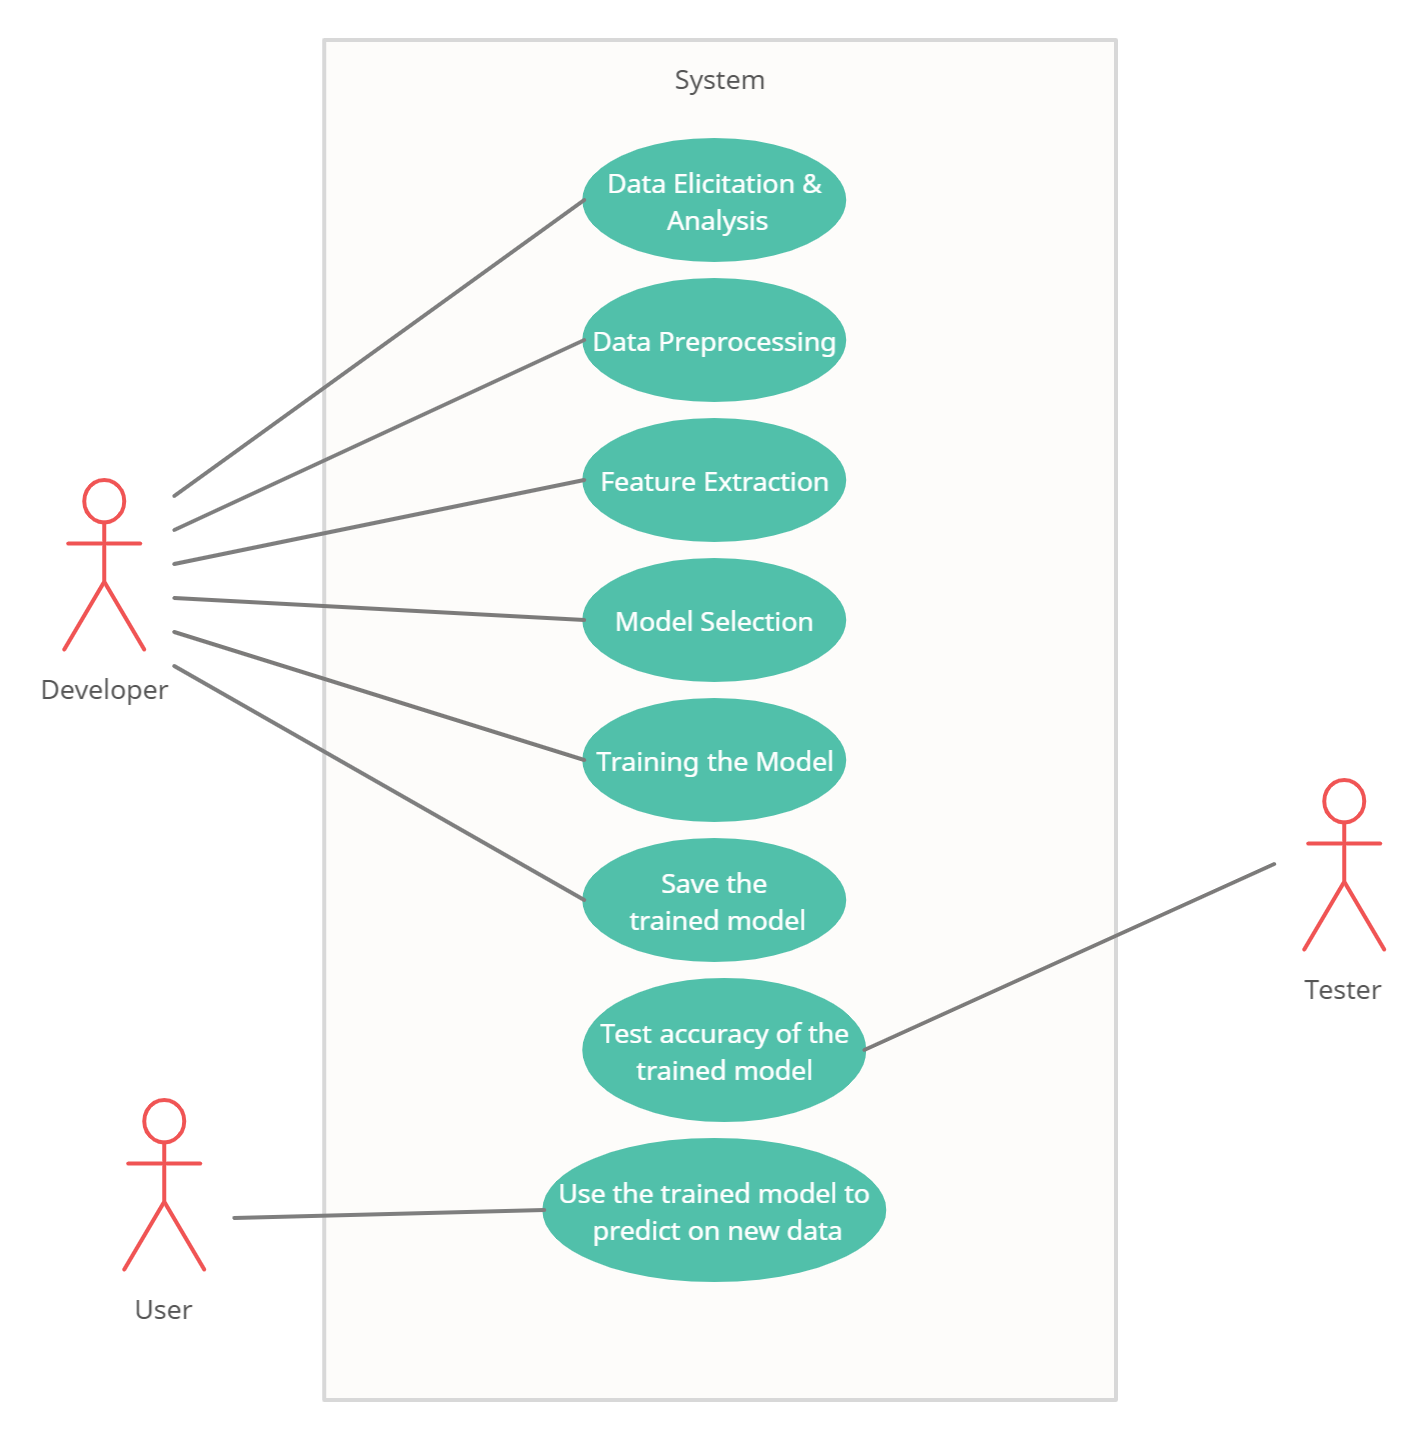 System
Data Elicitation &
Analysis
Data Preprocessing
Feature Extraction
Model Selection
Training the Model
Developer
Save the
trained model
Tester
Test accuracy of the
trained model
Use the trained model to
predict on new data
User